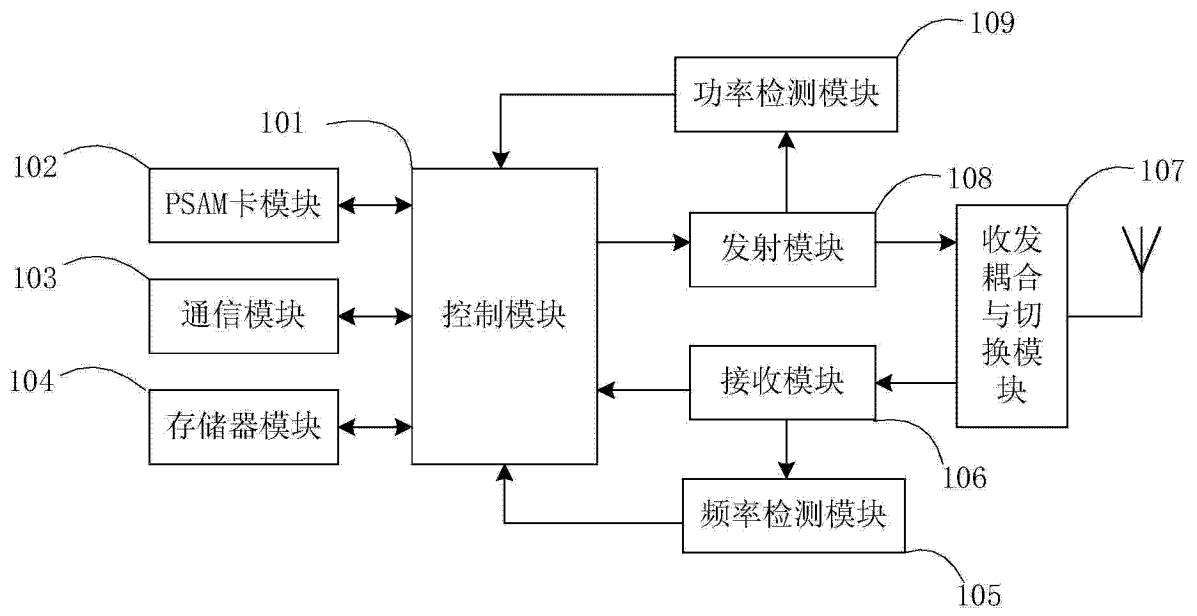 109
功率检测模块
101
102
PSAM卡模块
108
107
发射模块
收发
耦合
与切
换模
块
103
通信模块
控制模块
104
接收模块
存储器模块
106
频率检测模块
105